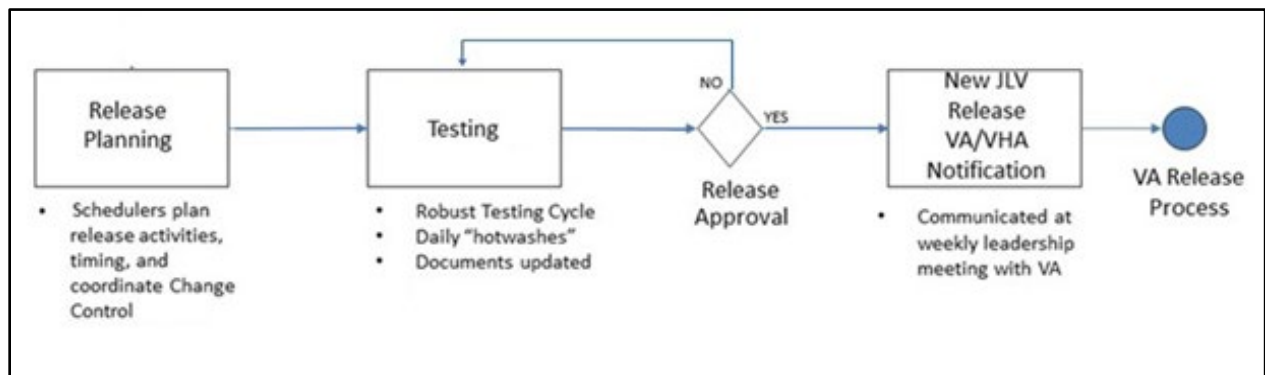 Release
Planning
• Schedulers plan
release activities,
timing, and
coordinate Change
Control
Testing
• Robust Testing Cycle
• Daily “hotwashes”
• Documents updated
NO
YES
Release
Approval
New JLV
Release
VA/VHA
Notification
• Communicated at
weekly leadership
meeting with VA
VA Release
Process